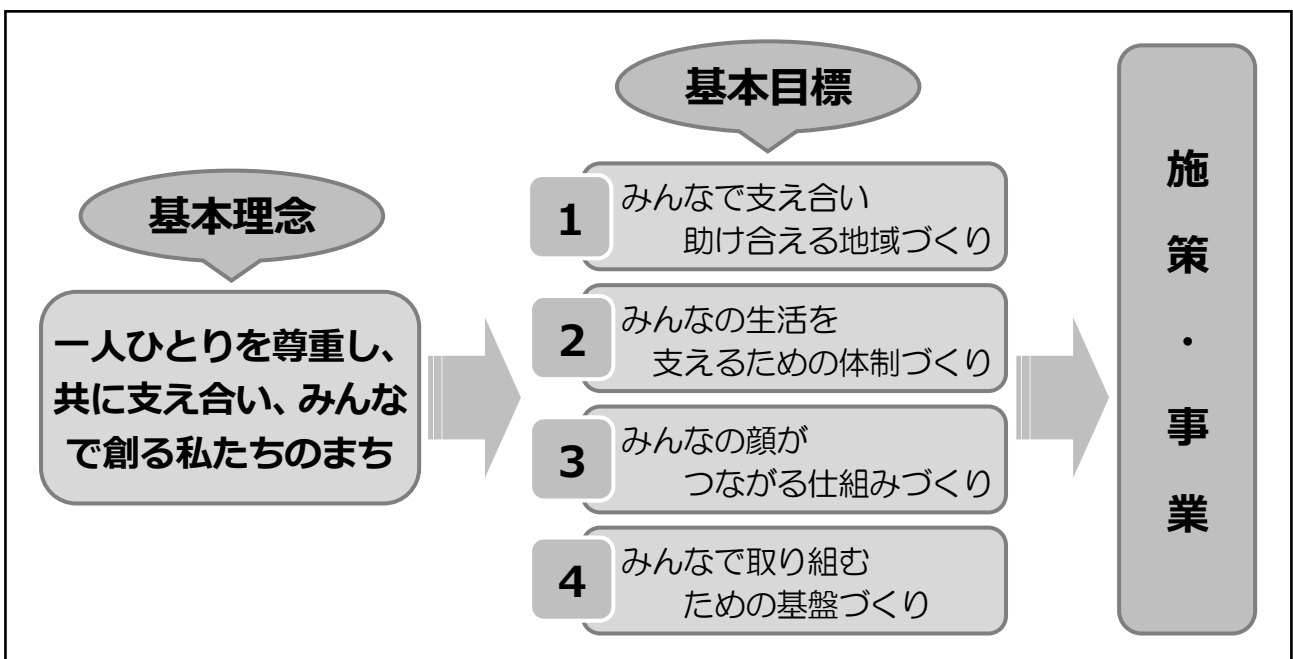 基本理念
一人ひとりを尊重し、
共に支え合い、みんな
で創る私たちのまち
基本目標
1
みんなで支え合い
助け合える地域づくり
2
みんなの生活を
支えるための体制づくり
3
みんなの顔が
つながる仕組みづくり
4
みんなで取り組む
ための基盤づくり
施策・事業